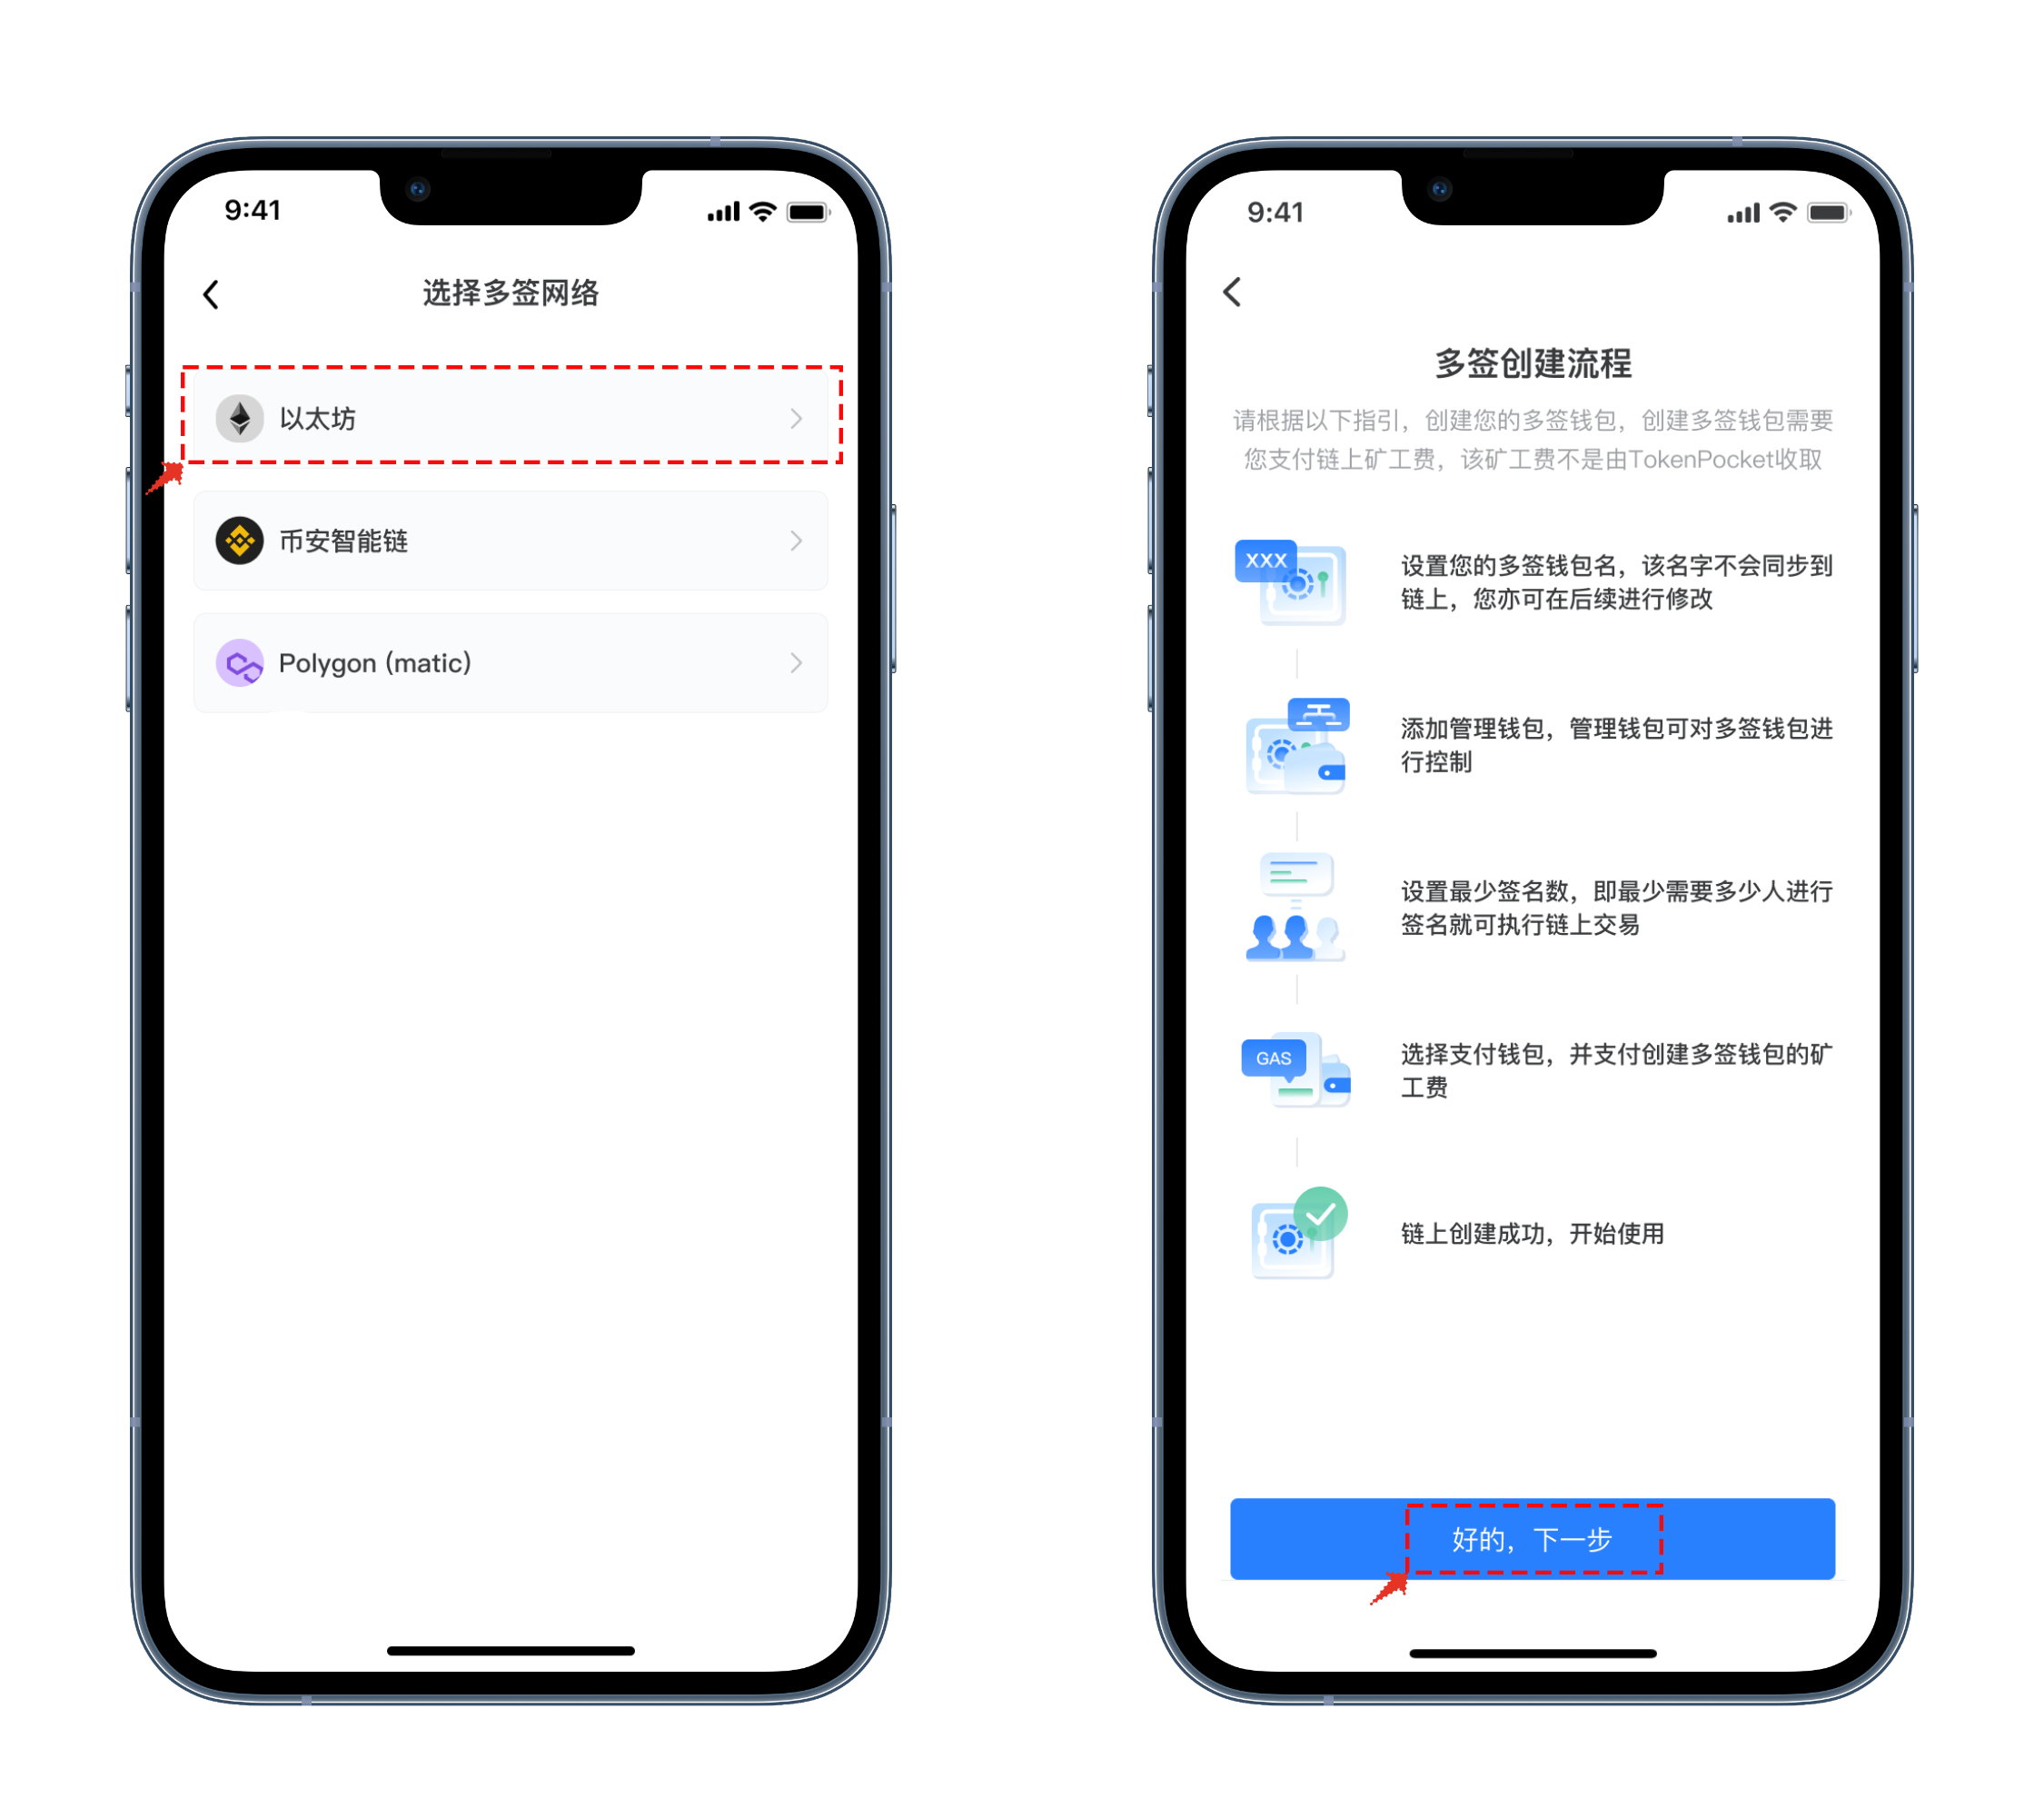 9:41
选择多签网络
以太坊
币安智能链
Polygon (matic)
9:41
多签创建流程
请根据以下指引，创建您的多签钱包，创建多签钱包需要
您支付链上矿工费，该矿工费不是由TokenPocket收取
XXX
设置您的多签钱包名，该名字不会同步到
链上，您亦可在后续进行修改
添加管理钱包，管理钱包可对多签钱包进
行控制
设置最少签名数，即最少需要多少人进行
签名就可执行链上交易
GAS
选择支付钱包，并支付创建多签钱包的矿
工费
链上创建成功，开始使用
好的，下一步